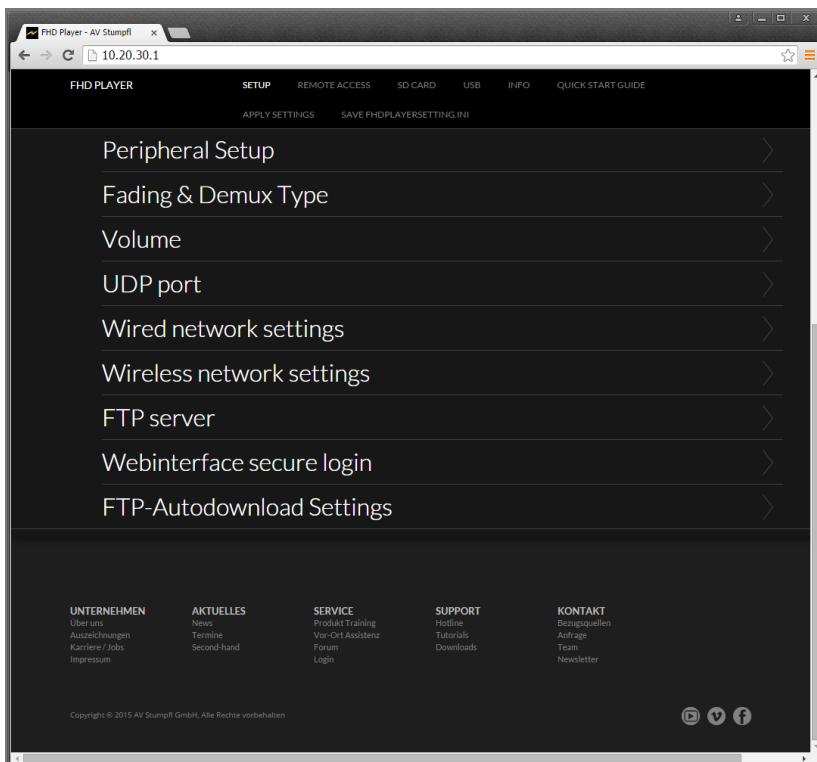 FHD Player - AV Stumpfl
10.20.30.1
FHD PLAYER SETUP REMOTE ACCESS SD CARD USB INFO QUICK START GUIDE
APPLY SETTINGS SAVE FHDPLAYERSETTING.INI
Peripheral Setup
Fading & Demux Type
Volume
UDP port
Wired network settings
Wireless network settings
FTP server
Webinterface secure login
FTP-Autodownload Settings
UNTERNEHMEN AKTUELLES SERVICE SUPPORT KONTAKT
Über uns News Produkt Training Hotline Bezugsquellen
Auszeichnungen Termine Vor-Ort Assistenz Tutorials Anfrage
Karriere / Jobs Second-hand Forum Downloads Team
Impressum Login Newsletter
Copyright © 2015 AV Stumpfl GmbH, Alle Rechte vorbehalten